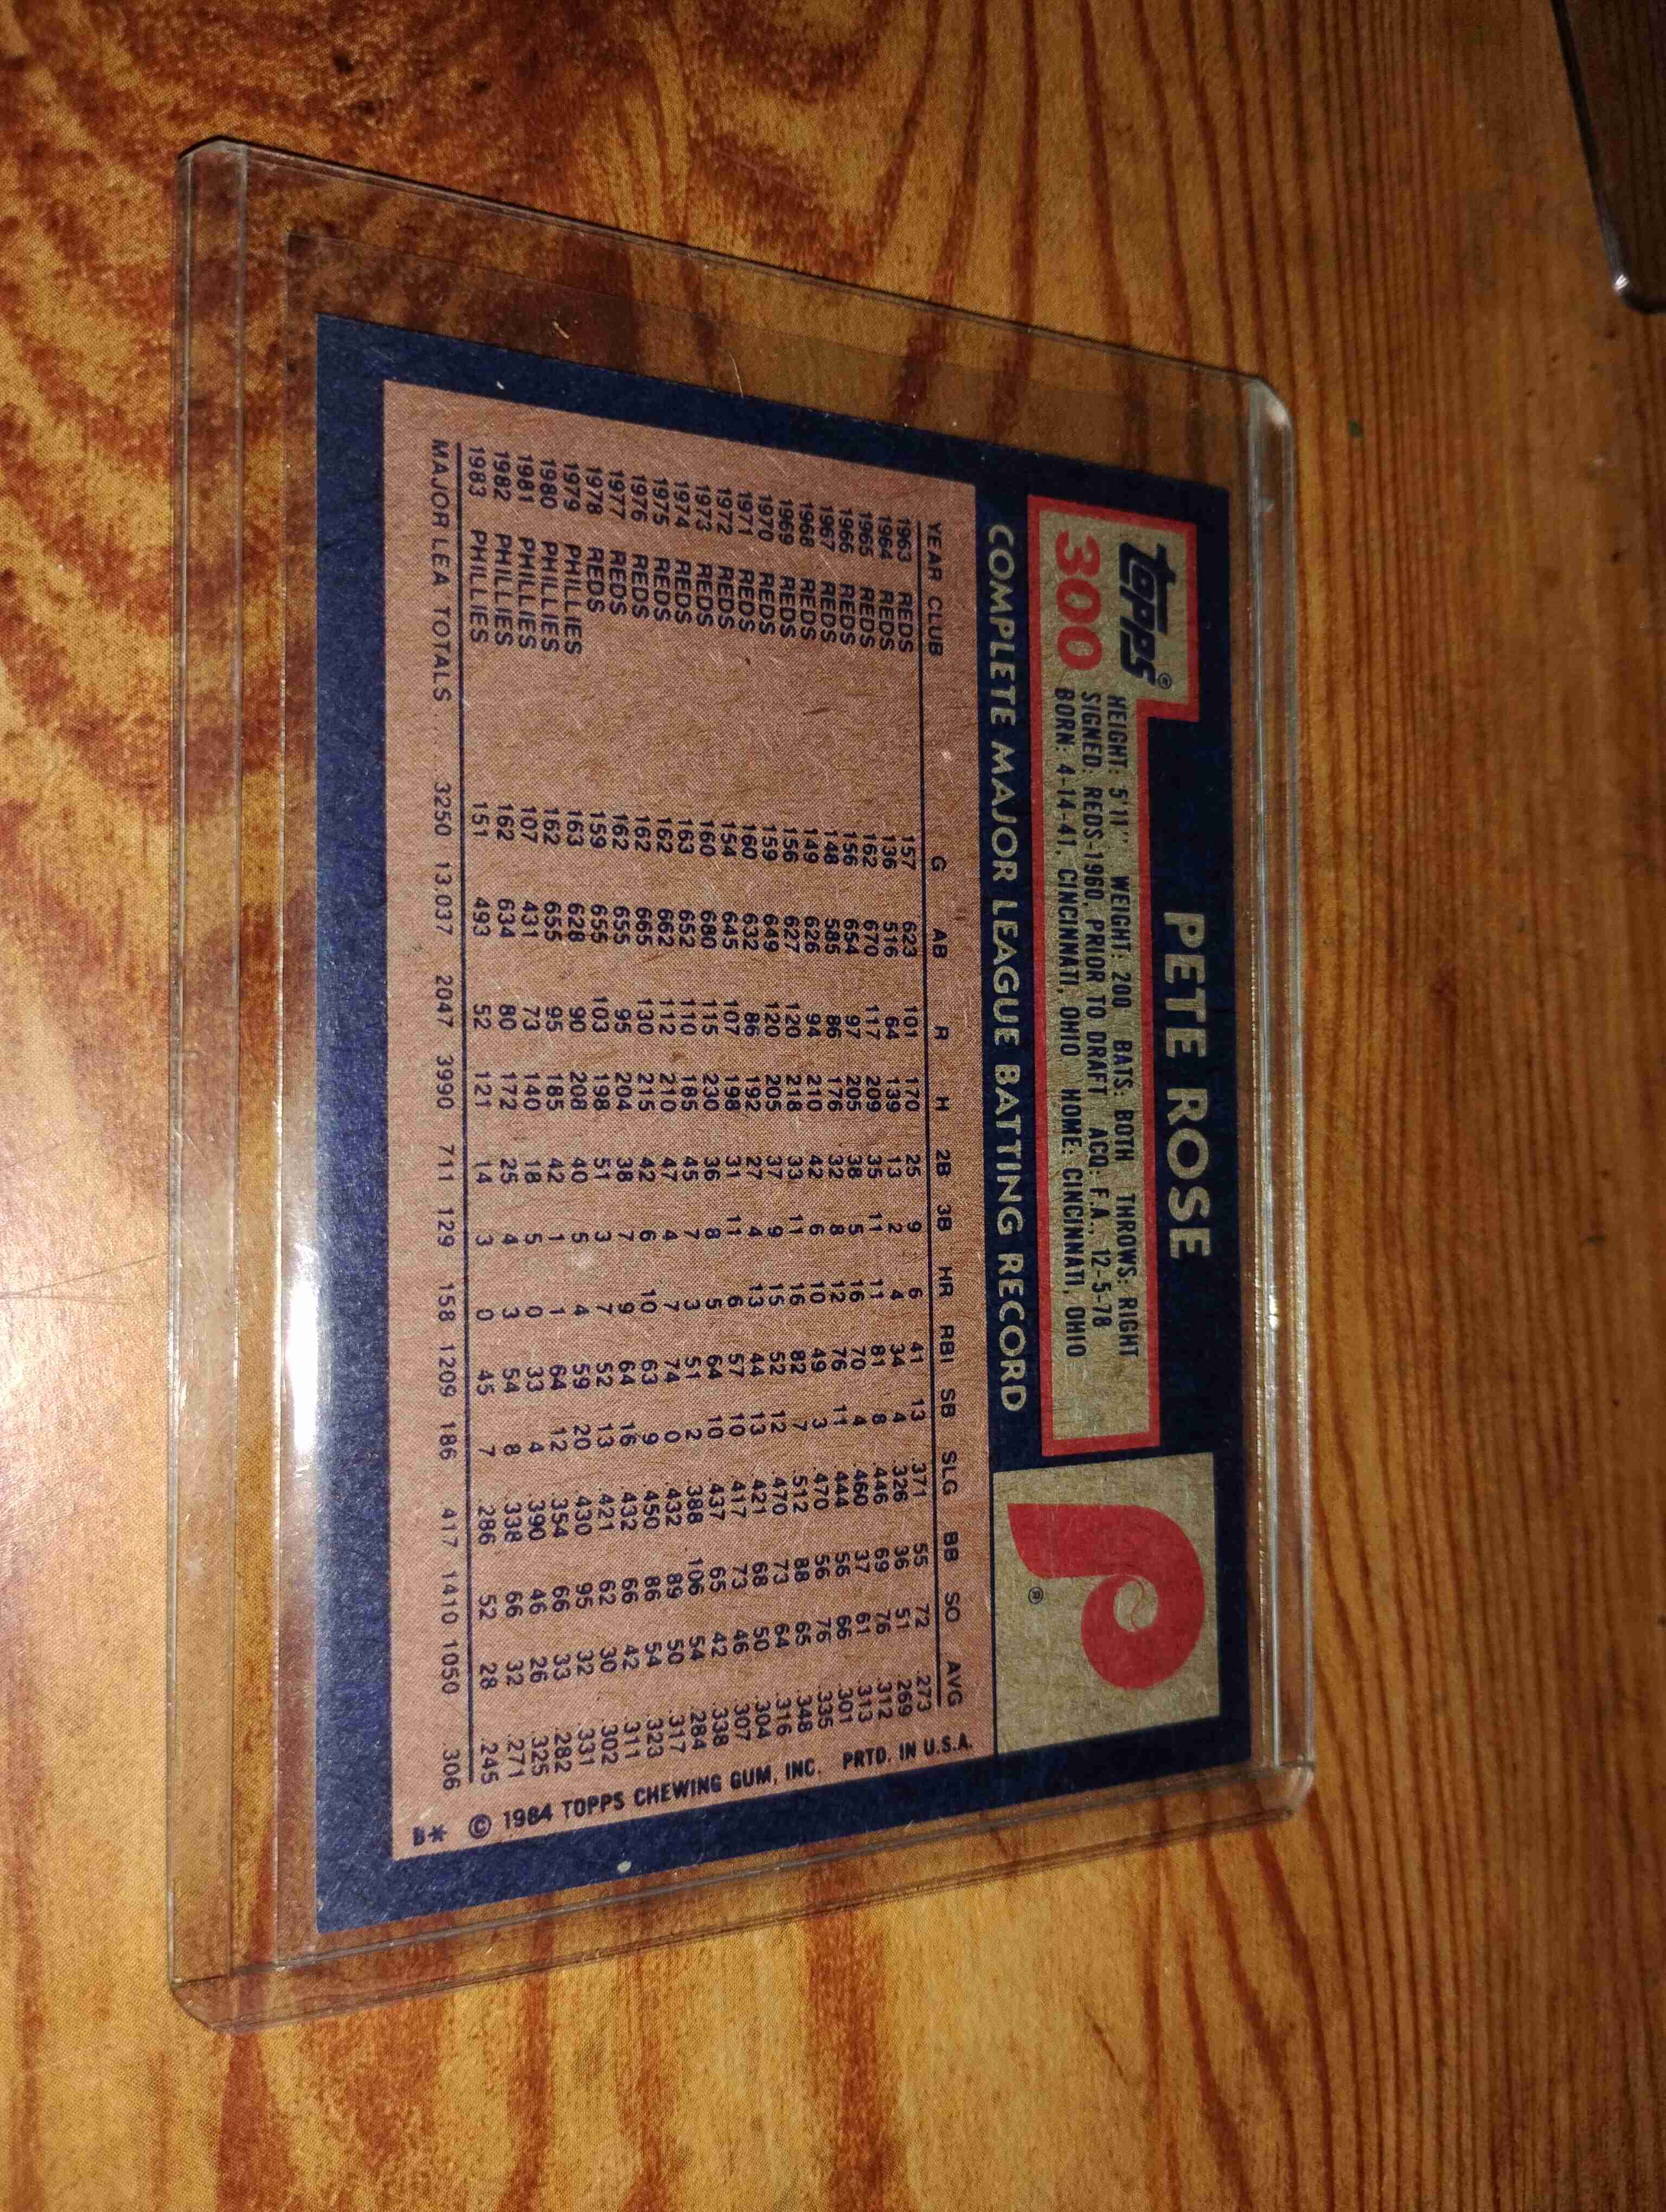 PETE ROSE
topps®
300
HEIGHT: 5'11" WEIGHT: 200 BATS: BOTH THROWS: RIGHT
SIGNED: REDS-1960, PRIOR TO DRAFT ACQ: F.A., 12-5-78
BORN: 4-14-41, CINCINNATI, OHIO HOME: CINCINNATI, OHIO
P ®
COMPLETE MAJOR LEAGUE BATTING RECORD
YEAR CLUB G AB R H 2B 3B HR RBI SB SLG BB SO AVG
1963 REDS 157 623 101 170 25 9 6 41 13 .371 55 72 .273
1964 REDS 136 516 64 139 13 2 4 34 4 .326 36 51 .269
1965 REDS 162 670 117 209 35 11 11 81 8 .446 69 76 .312
1966 REDS 156 654 97 205 38 5 16 70 4 .460 37 61 .313
1967 REDS 148 585 86 176 32 8 12 76 11 .444 56 66 .301
1968 REDS 149 626 94 210 42 6 10 49 3 .470 56 76 .335
1969 REDS 156 627 120 218 33 11 16 82 7 .512 88 65 .348
1970 REDS 159 649 120 205 37 9 15 52 12 .470 73 64 .316
1971 REDS 160 632 86 192 27 4 13 44 13 .421 68 50 .304
1972 REDS 154 645 107 198 31 11 6 57 10 .417 73 46 .307
1973 REDS 160 680 115 230 36 8 5 64 10 .437 65 42 .338
1974 REDS 163 652 110 185 45 7 3 51 2 .388 106 54 .284
1975 REDS 162 662 112 210 47 4 7 74 0 .432 89 50 .317
1976 REDS 162 665 130 215 42 6 10 63 9 .450 86 54 .323
1977 REDS 162 655 95 204 38 7 9 64 16 .432 66 42 .311
1978 REDS 159 655 103 198 51 3 7 52 13 .421 62 30 .302
1979 PHILLIES 163 628 90 208 40 5 4 59 20 .430 95 32 .331
1980 PHILLIES 162 655 95 185 42 1 1 64 12 .354 66 33 .282
1981 PHILLIES 107 431 73 140 18 5 0 33 4 .390 46 26 .325
1982 PHILLIES 162 634 80 172 25 4 3 54 8 .338 66 32 .271
1983 PHILLIES 151 493 52 121 14 3 0 45 7 .286 52 28 .245
MAJOR LEA TOTALS ... 3250 13,037 2047 3990 711 129 158 1209 186 .417 1410 1050 .306
© 1984 TOPPS CHEWING GUM, INC. PRTD. IN U.S.A.
B*